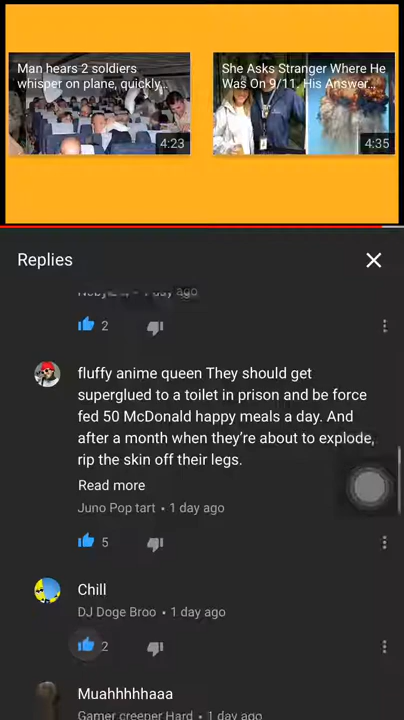 Man hears 2 soldiers
whisper on plane, quickly...
4:23
She Asks Stranger Where He
Was On 9/11. His Answer...
4:35
Replies
1 day ago
2
fluffy anime queen They should get
superglued to a toilet in prison and be force
fed 50 McDonald happy meals a day. And
after a month when they’re about to explode,
rip the skin off their legs.
Read more
Juno Pop tart • 1 day ago
5
Chill
DJ Doge Broo • 1 day ago
2
Muahhhhhaaa
Gamer creeper Hard • 1 day ago